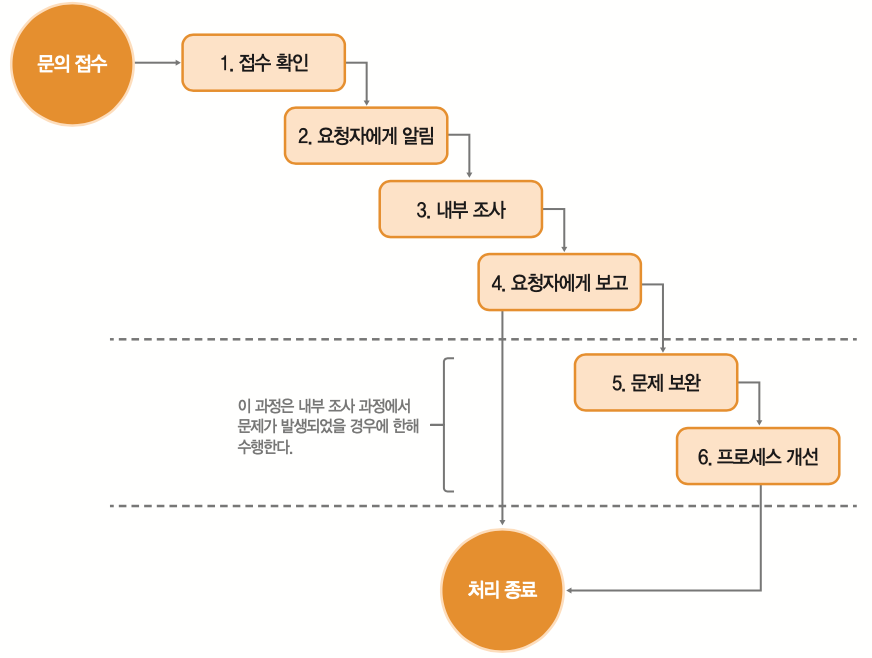 문의 접수
1. 접수 확인
2. 요청자에게 알림
3. 내부 조사
4. 요청자에게 보고
5. 문제 보완
6. 프로세스 개선
이 과정은 내부 조사 과정에서
문제가 발생되었을 경우에 한해
수행한다.
처리 종료